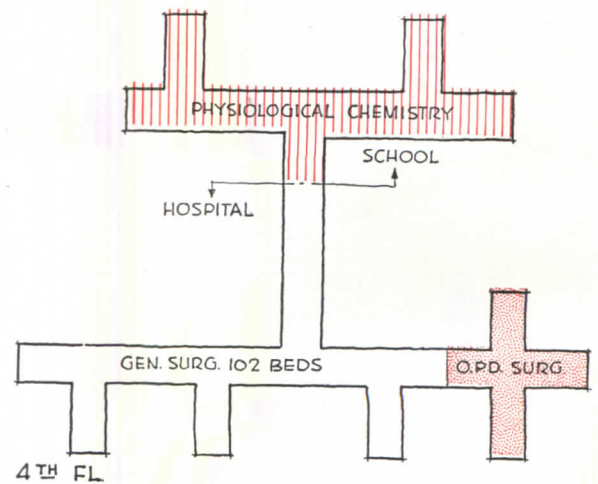 PHYSIOLOGICAL CHEMISTRY
SCHOOL
HOSPITAL
GEN. SURG. 102 BEDS
O.P.D. SURG
4TH FL.